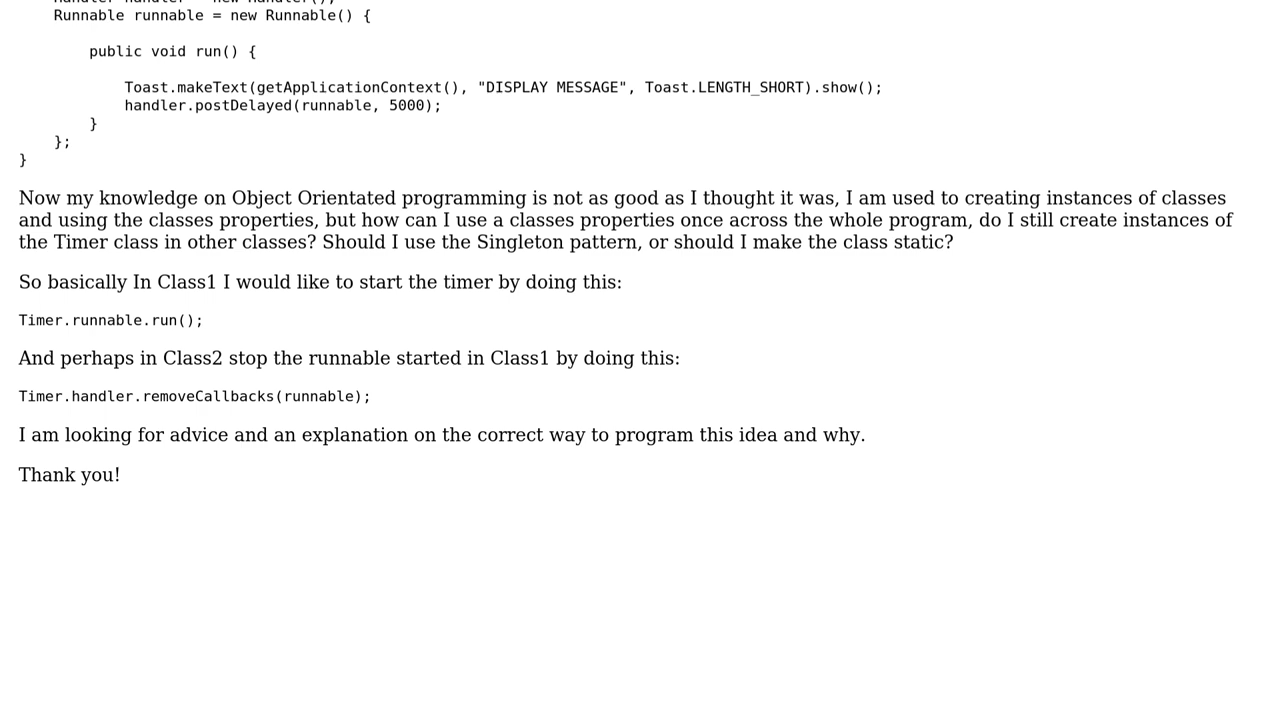 Handler handler = new Handler();
Runnable runnable = new Runnable() {
public void run() {
Toast.makeText(getApplicationContext(), "DISPLAY MESSAGE", Toast.LENGTH_SHORT).show();
handler.postDelayed(runnable, 5000);
}
};
}
Now my knowledge on Object Orientated programming is not as good as I thought it was, I am used to creating instances of classes
and using the classes properties, but how can I use a classes properties once across the whole program, do I still create instances of
the Timer class in other classes? Should I use the Singleton pattern, or should I make the class static?
So basically In Class1 I would like to start the timer by doing this:
Timer.runnable.run();
And perhaps in Class2 stop the runnable started in Class1 by doing this:
Timer.handler.removeCallbacks(runnable);
I am looking for advice and an explanation on the correct way to program this idea and why.
Thank you!